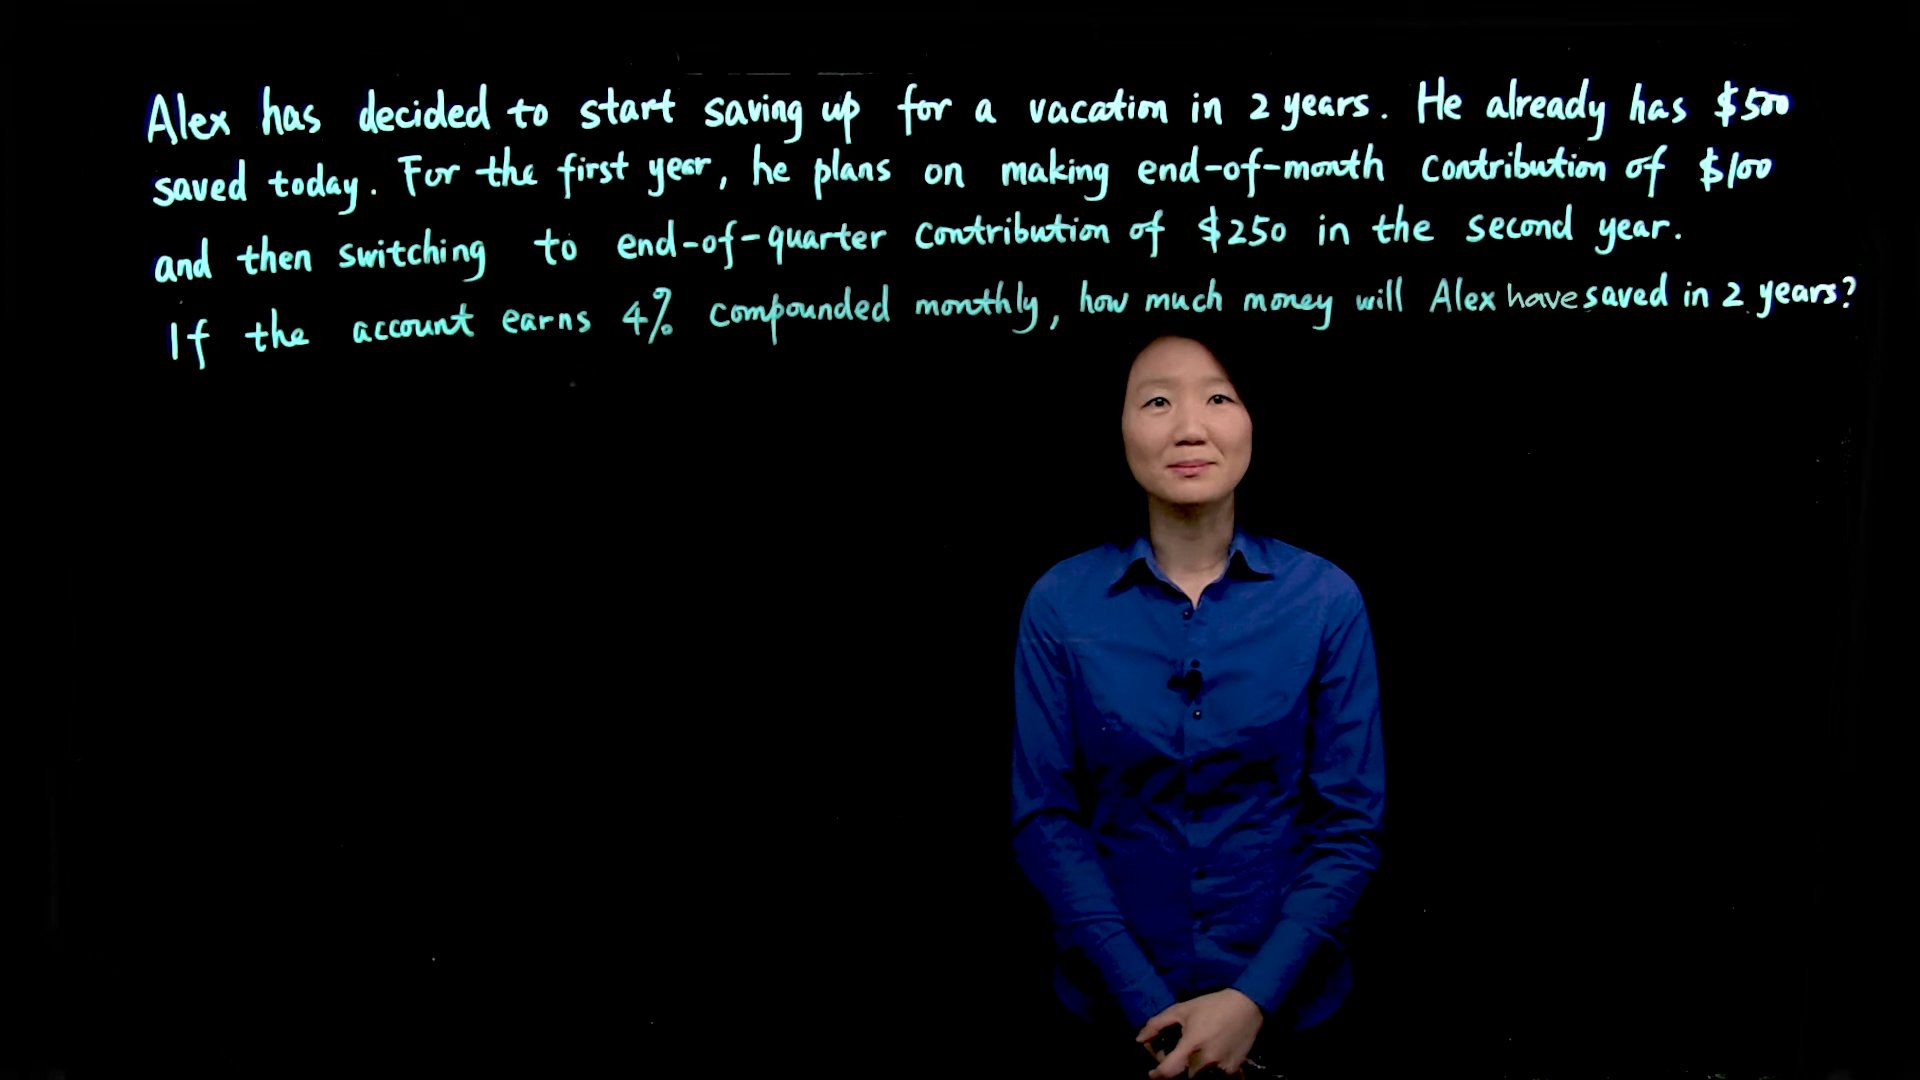 Alex has decided to start saving up for a vacation in 2 years. He already has $500
saved today. For the first year, he plans on making end-of-month contribution of $100
and then switching to end-of-quarter contribution of $250 in the second year.
If the account earns 4% compounded monthly, how much money will Alex have saved in 2 years?